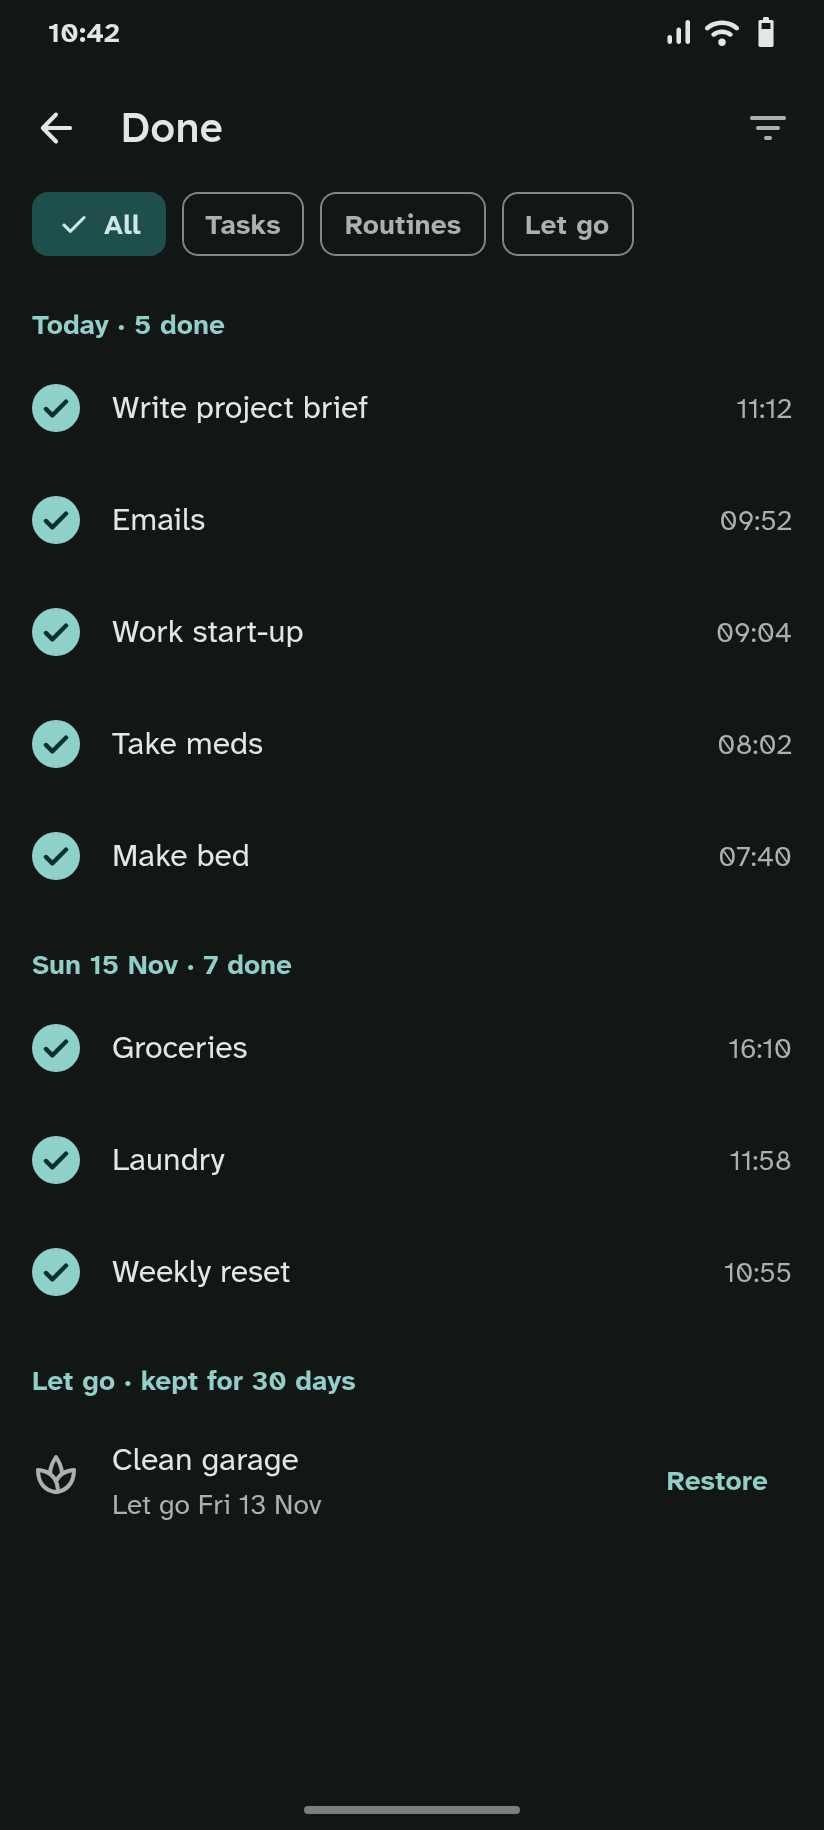 10:42
Done
All
Tasks
Routines
Let go
Today · 5 done
Write project brief 11:12
Emails 09:52
Work start-up 09:04
Take meds 08:02
Make bed 07:40
Sun 15 Nov · 7 done
Groceries 16:10
Laundry 11:58
Weekly reset 10:55
Let go · kept for 30 days
Clean garage
Let go Fri 13 Nov
Restore